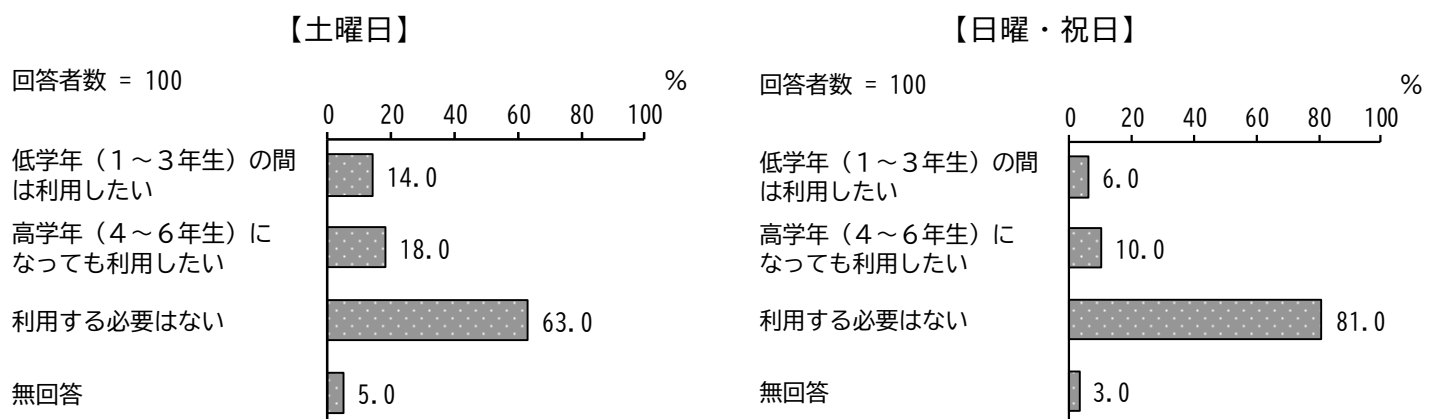 【土曜日】
回答者数 = 100
%
0 20 40 60 80 100
低学年（１～３年生）の間
は利用したい
14.0
高学年（４～６年生）に
なっても利用したい
18.0
利用する必要はない
63.0
無回答
5.0
【日曜・祝日】
回答者数 = 100
%
0 20 40 60 80 100
低学年（１～３年生）の間
は利用したい
6.0
高学年（４～６年生）に
なっても利用したい
10.0
利用する必要はない
81.0
無回答
3.0